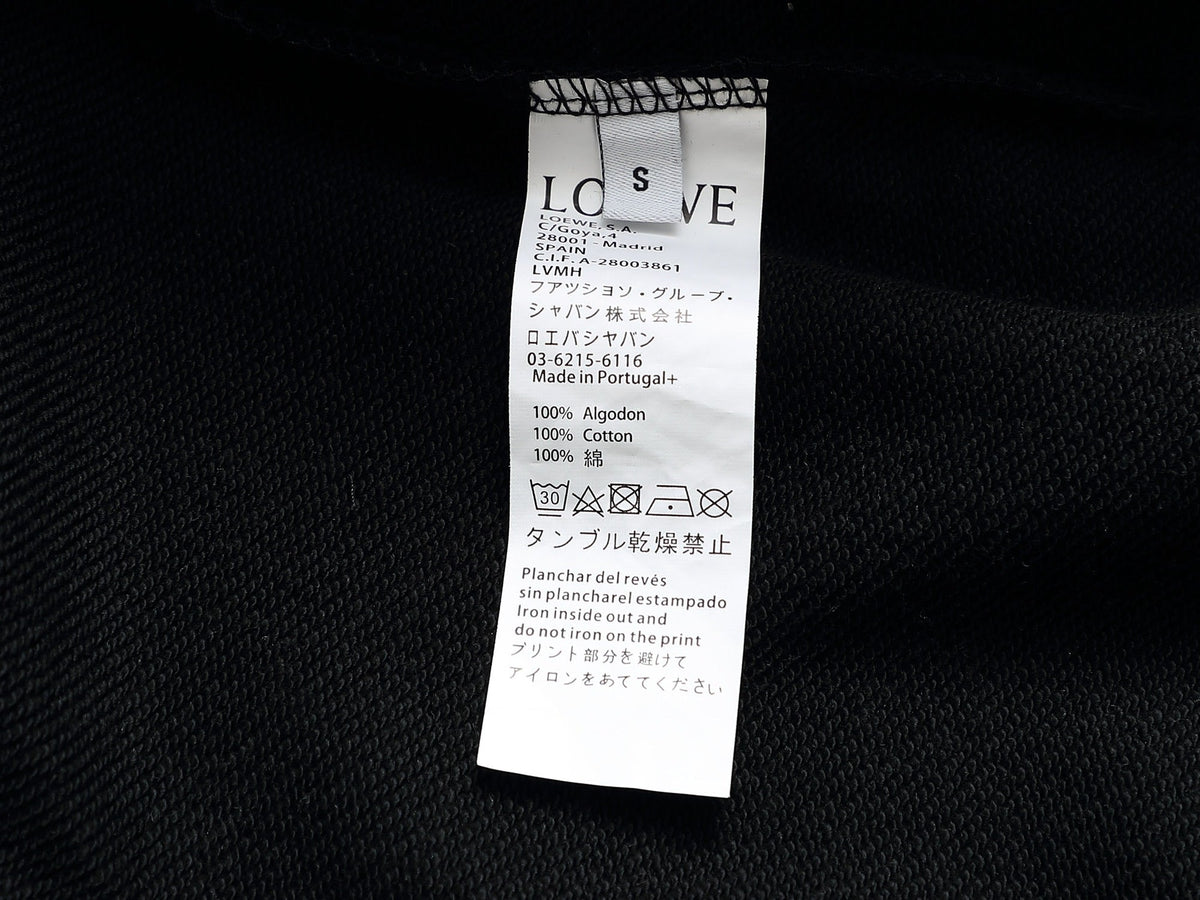 S
LOEWE
LOEWE, S.A.
C/Goya.4
28001 - Madrid
SPAIN
C.I.F. A-28003861
LVMH
フアツシヨソ・グループ・
シャバン株式会社
ロエバシヤバン
03-6215-6116
Made in Portugal+
100% Algodon
100% Cotton
100% 綿
30
タンブル乾燥禁止
Planchar del revés
sin plancharel estampado
Iron inside out and
do not iron on the print
プリント部分を避けて
アイロンをあててください